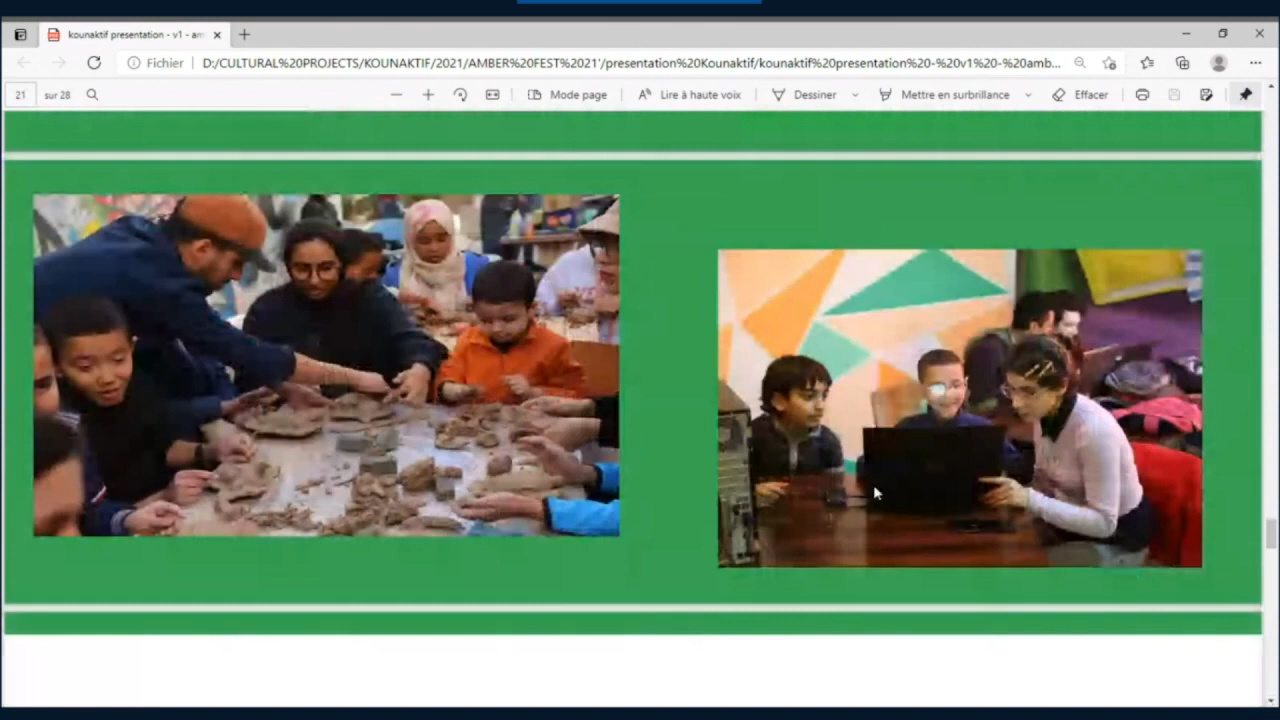 kounaktif presentation - v1 - am
Fichier
D:/CULTURAL%20PROJECTS/KOUNAKTIF/2021/AMBER%20FEST%2021'/presentation%20Kounaktif/kounaktif%20presentation%20-%20v1%20-%20amb...
21 sur 28
Mode page
Lire à haute voix
Dessiner
Mettre en surbrillance
Effacer